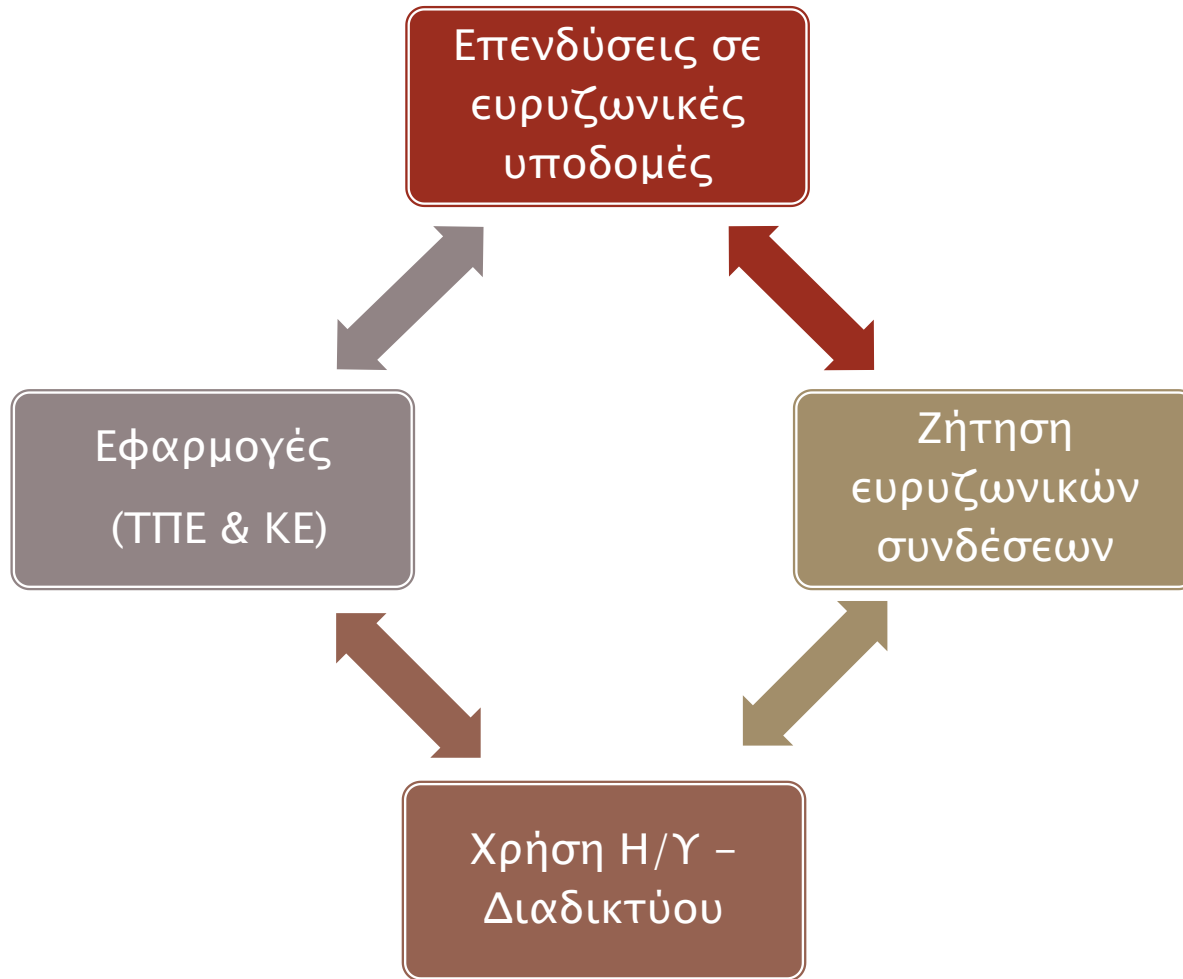 Επενδύσεις σε
ευρυζωνικές
υποδομές
Εφαρμογές
(ΤΠΕ & ΚΕ)
Ζήτηση
ευρυζωνικών
συνδέσεων
Χρήση Η/Υ –
Διαδικτύου